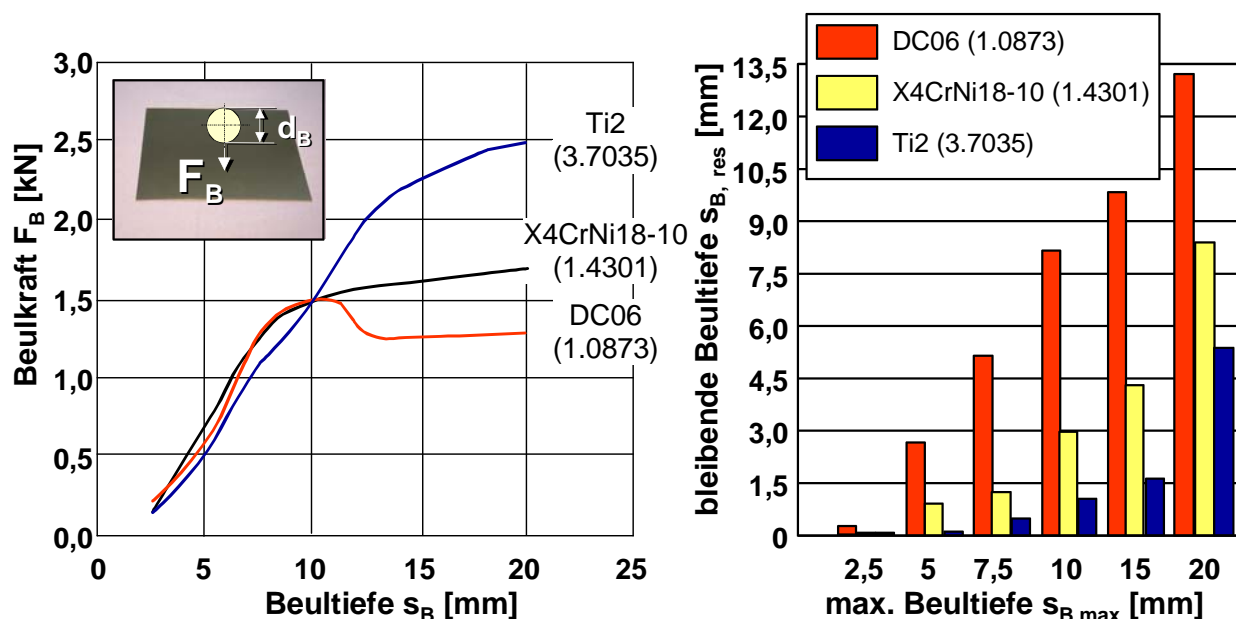 3,0
2,5
2,0
1,5
1,0
0,5
0,0
0
5
10
15
20
25
Beulkraft F_B [kN]
Beultiefe s_B [mm]
d_B
F_B
Ti2
(3.7035)
X4CrNi18-10
(1.4301)
DC06
(1.0873)
DC06 (1.0873)
X4CrNi18-10 (1.4301)
Ti2 (3.7035)
13,5
12,0
10,5
9,0
7,5
6,0
4,5
3,0
1,5
0
bleibende Beultiefe s_B, res [mm]
2,5
5
7,5
10
15
20
max. Beultiefe s_B max [mm]